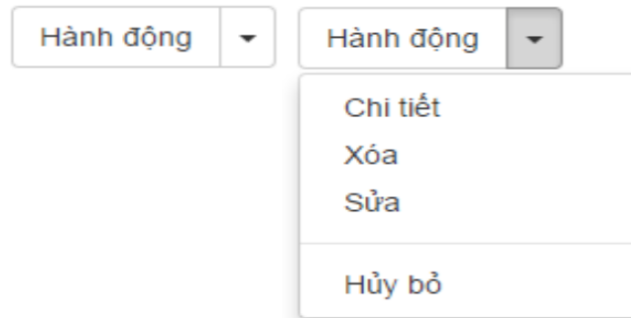 Hành động
Hành động
Chi tiết
Xóa
Sửa
Hủy bỏ